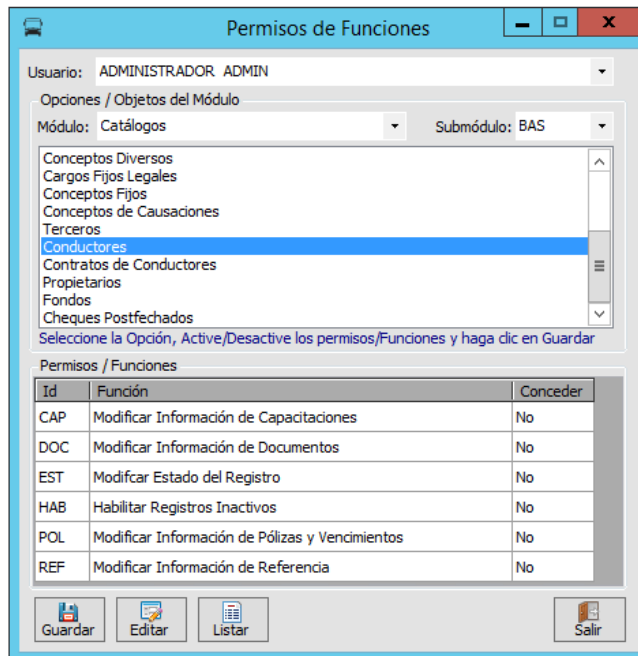 Permisos de Funciones
Usuario: ADMINISTRADOR ADMIN
Opciones / Objetos del Módulo
Módulo: Catálogos Submódulo: BAS
Conceptos Diversos
Cargos Fijos Legales
Conceptos Fijos
Conceptos de Causaciones
Terceros
Conductores
Contratos de Conductores
Propietarios
Fondos
Cheques Postfechados
Seleccione la Opción, Active/Desactive los permisos/Funciones y haga clic en Guardar
Permisos / Funciones
Id Función Conceder
CAP Modificar Información de Capacitaciones No
DOC Modificar Información de Documentos No
EST Modifcar Estado del Registro No
HAB Habilitar Registros Inactivos No
POL Modificar Información de Pólizas y Vencimientos No
REF Modificar Información de Referencia No
Guardar Editar Listar Salir